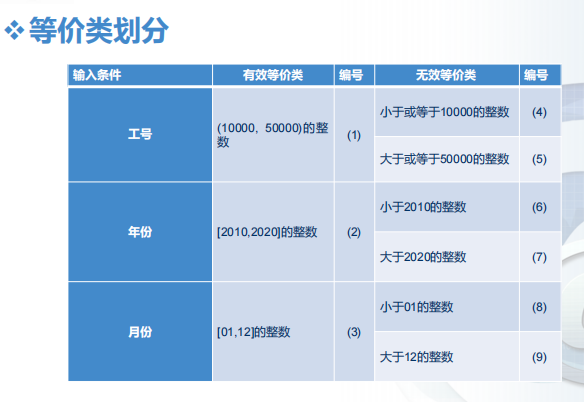 等价类划分
输入条件 有效等价类 编号 无效等价类 编号
工号 (10000, 50000)的整数 (1) 小于或等于10000的整数 (4)
大于或等于50000的整数 (5)
年份 [2010,2020]的整数 (2) 小于2010的整数 (6)
大于2020的整数 (7)
月份 [01,12]的整数 (3) 小于01的整数 (8)
大于12的整数 (9)